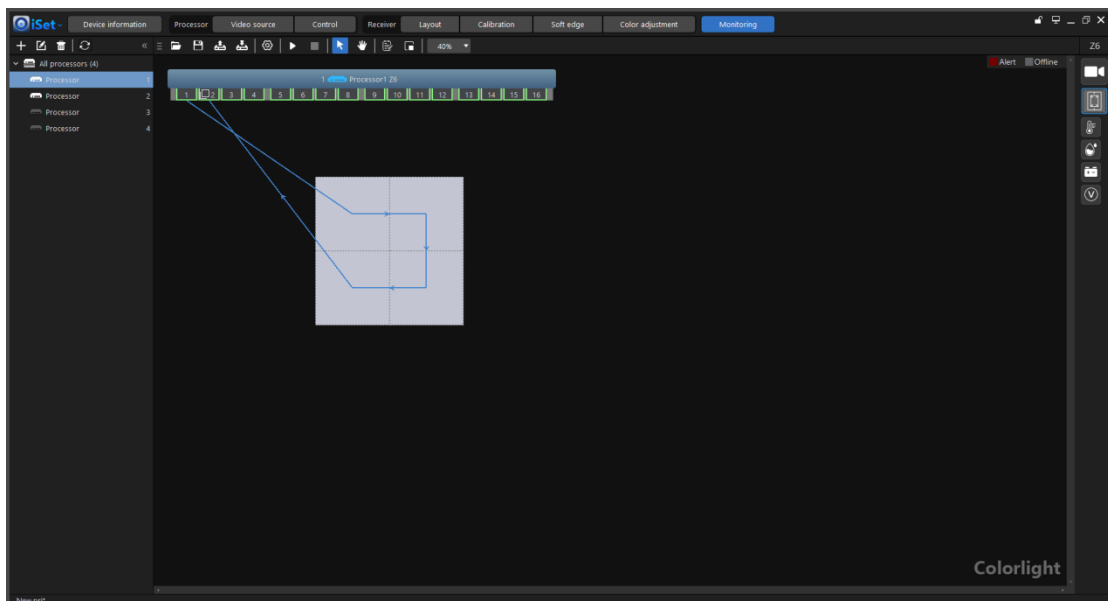 iSet- Device information Processor Video source Control Receiver Layout Calibration Soft edge Color adjustment Monitoring
40% Z6
All processors (4) Alert Offline
Processor 1
Processor 2
Processor 3
Processor 4
1 Processor1 Z6
1 2 3 4 5 6 7 8 9 10 11 12 13 14 15 16
V
Colorlight
New.prj*